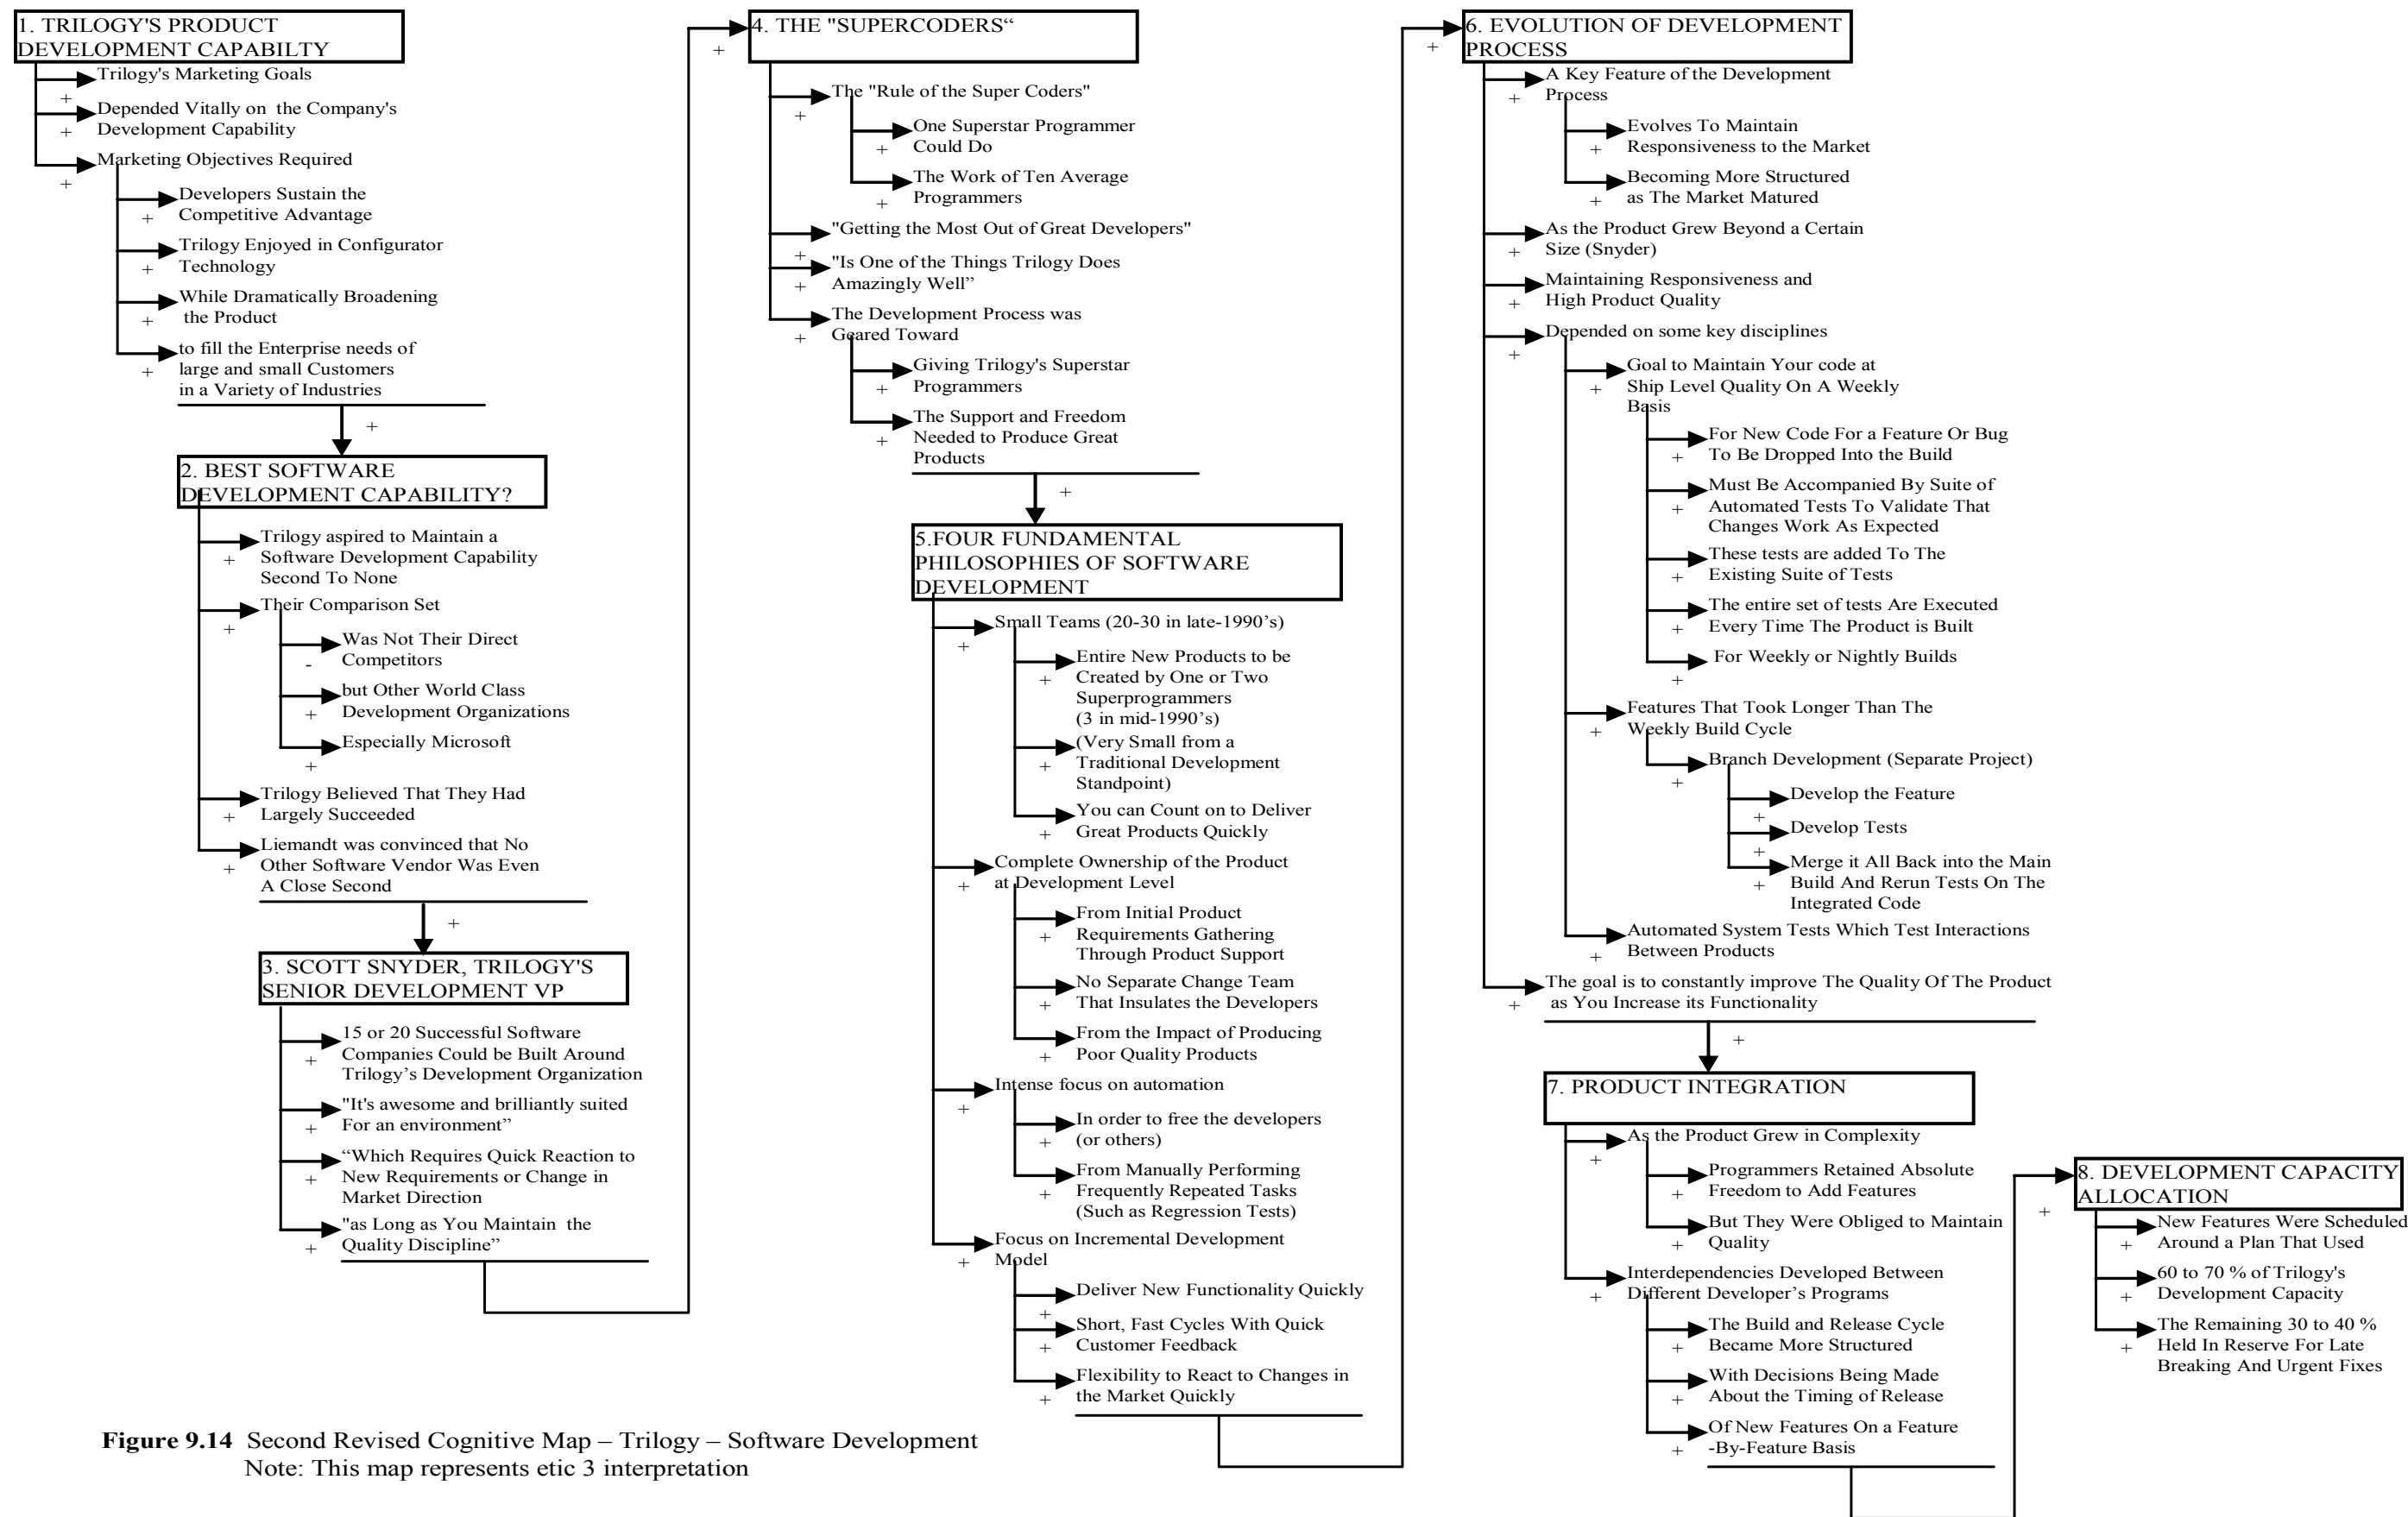 1. TRILOGY'S PRODUCT
DEVELOPMENT CAPABILTY
+
Trilogy's Marketing Goals
+
Depended Vitally on the Company's
Development Capability
+
Marketing Objectives Required
+
Developers Sustain the
Competitive Advantage
+
Trilogy Enjoyed in Configurator
Technology
+
While Dramatically Broadening
the Product
+
to fill the Enterprise needs of
large and small Customers
in a Variety of Industries
+
2. BEST SOFTWARE
DEVELOPMENT CAPABILITY?
+
Trilogy aspired to Maintain a
Software Development Capability
Second To None
+
Their Comparison Set
-
Was Not Their Direct
Competitors
+
but Other World Class
Development Organizations
+
Especially Microsoft
+
Trilogy Believed That They Had
Largely Succeeded
+
Liemandt was convinced that No
Other Software Vendor Was Even
A Close Second
+
3. SCOTT SNYDER, TRILOGY'S
SENIOR DEVELOPMENT VP
+
15 or 20 Successful Software
Companies Could be Built Around
Trilogy’s Development Organization
+
"It's awesome and brilliantly suited
For an environment”
+
“Which Requires Quick Reaction to
New Requirements or Change in
Market Direction
+
"as Long as You Maintain the
Quality Discipline”
+
4. THE "SUPERCODERS“
+
The "Rule of the Super Coders"
+
One Superstar Programmer
Could Do
+
The Work of Ten Average
Programmers
+
"Getting the Most Out of Great Developers"
+
"Is One of the Things Trilogy Does
Amazingly Well”
+
The Development Process was
Geared Toward
+
Giving Trilogy's Superstar
Programmers
+
The Support and Freedom
Needed to Produce Great
Products
+
5.FOUR FUNDAMENTAL
PHILOSOPHIES OF SOFTWARE
DEVELOPMENT
+
Small Teams (20-30 in late-1990’s)
+
Entire New Products to be
Created by One or Two
Superprogrammers
(3 in mid-1990’s)
+
(Very Small from a
Traditional Development
Standpoint)
+
You can Count on to Deliver
Great Products Quickly
+
Complete Ownership of the Product
at Development Level
+
From Initial Product
Requirements Gathering
Through Product Support
+
No Separate Change Team
That Insulates the Developers
+
From the Impact of Producing
Poor Quality Products
+
Intense focus on automation
+
In order to free the developers
(or others)
+
From Manually Performing
Frequently Repeated Tasks
(Such as Regression Tests)
+
Focus on Incremental Development
Model
+
Deliver New Functionality Quickly
+
Short, Fast Cycles With Quick
Customer Feedback
+
Flexibility to React to Changes in
the Market Quickly
+
6. EVOLUTION OF DEVELOPMENT
PROCESS
+
A Key Feature of the Development
Process
+
Evolves To Maintain
Responsiveness to the Market
+
Becoming More Structured
as The Market Matured
+
As the Product Grew Beyond a Certain
Size (Snyder)
+
Maintaining Responsiveness and
High Product Quality
+
Depended on some key disciplines
+
Goal to Maintain Your code at
Ship Level Quality On A Weekly
Basis
+
For New Code For a Feature Or Bug
To Be Dropped Into the Build
+
Must Be Accompanied By Suite of
Automated Tests To Validate That
Changes Work As Expected
+
These tests are added To The
Existing Suite of Tests
+
The entire set of tests Are Executed
Every Time The Product is Built
+
For Weekly or Nightly Builds
+
Features That Took Longer Than The
Weekly Build Cycle
+
Branch Development (Separate Project)
+
Develop the Feature
+
Develop Tests
+
Merge it All Back into the Main
Build And Rerun Tests On The
Integrated Code
+
Automated System Tests Which Test Interactions
Between Products
+
The goal is to constantly improve The Quality Of The Product
as You Increase its Functionality
+
7. PRODUCT INTEGRATION
+
As the Product Grew in Complexity
+
Programmers Retained Absolute
Freedom to Add Features
+
But They Were Obliged to Maintain
Quality
+
Interdependencies Developed Between
Different Developer’s Programs
+
The Build and Release Cycle
Became More Structured
+
With Decisions Being Made
About the Timing of Release
+
Of New Features On a Feature
-By-Feature Basis
+
8. DEVELOPMENT CAPACITY
ALLOCATION
+
New Features Were Scheduled
Around a Plan That Used
+
60 to 70 % of Trilogy's
Development Capacity
+
The Remaining 30 to 40 %
Held In Reserve For Late
Breaking And Urgent Fixes
Figure 9.14 Second Revised Cognitive Map – Trilogy – Software Development
Note: This map represents etic 3 interpretation